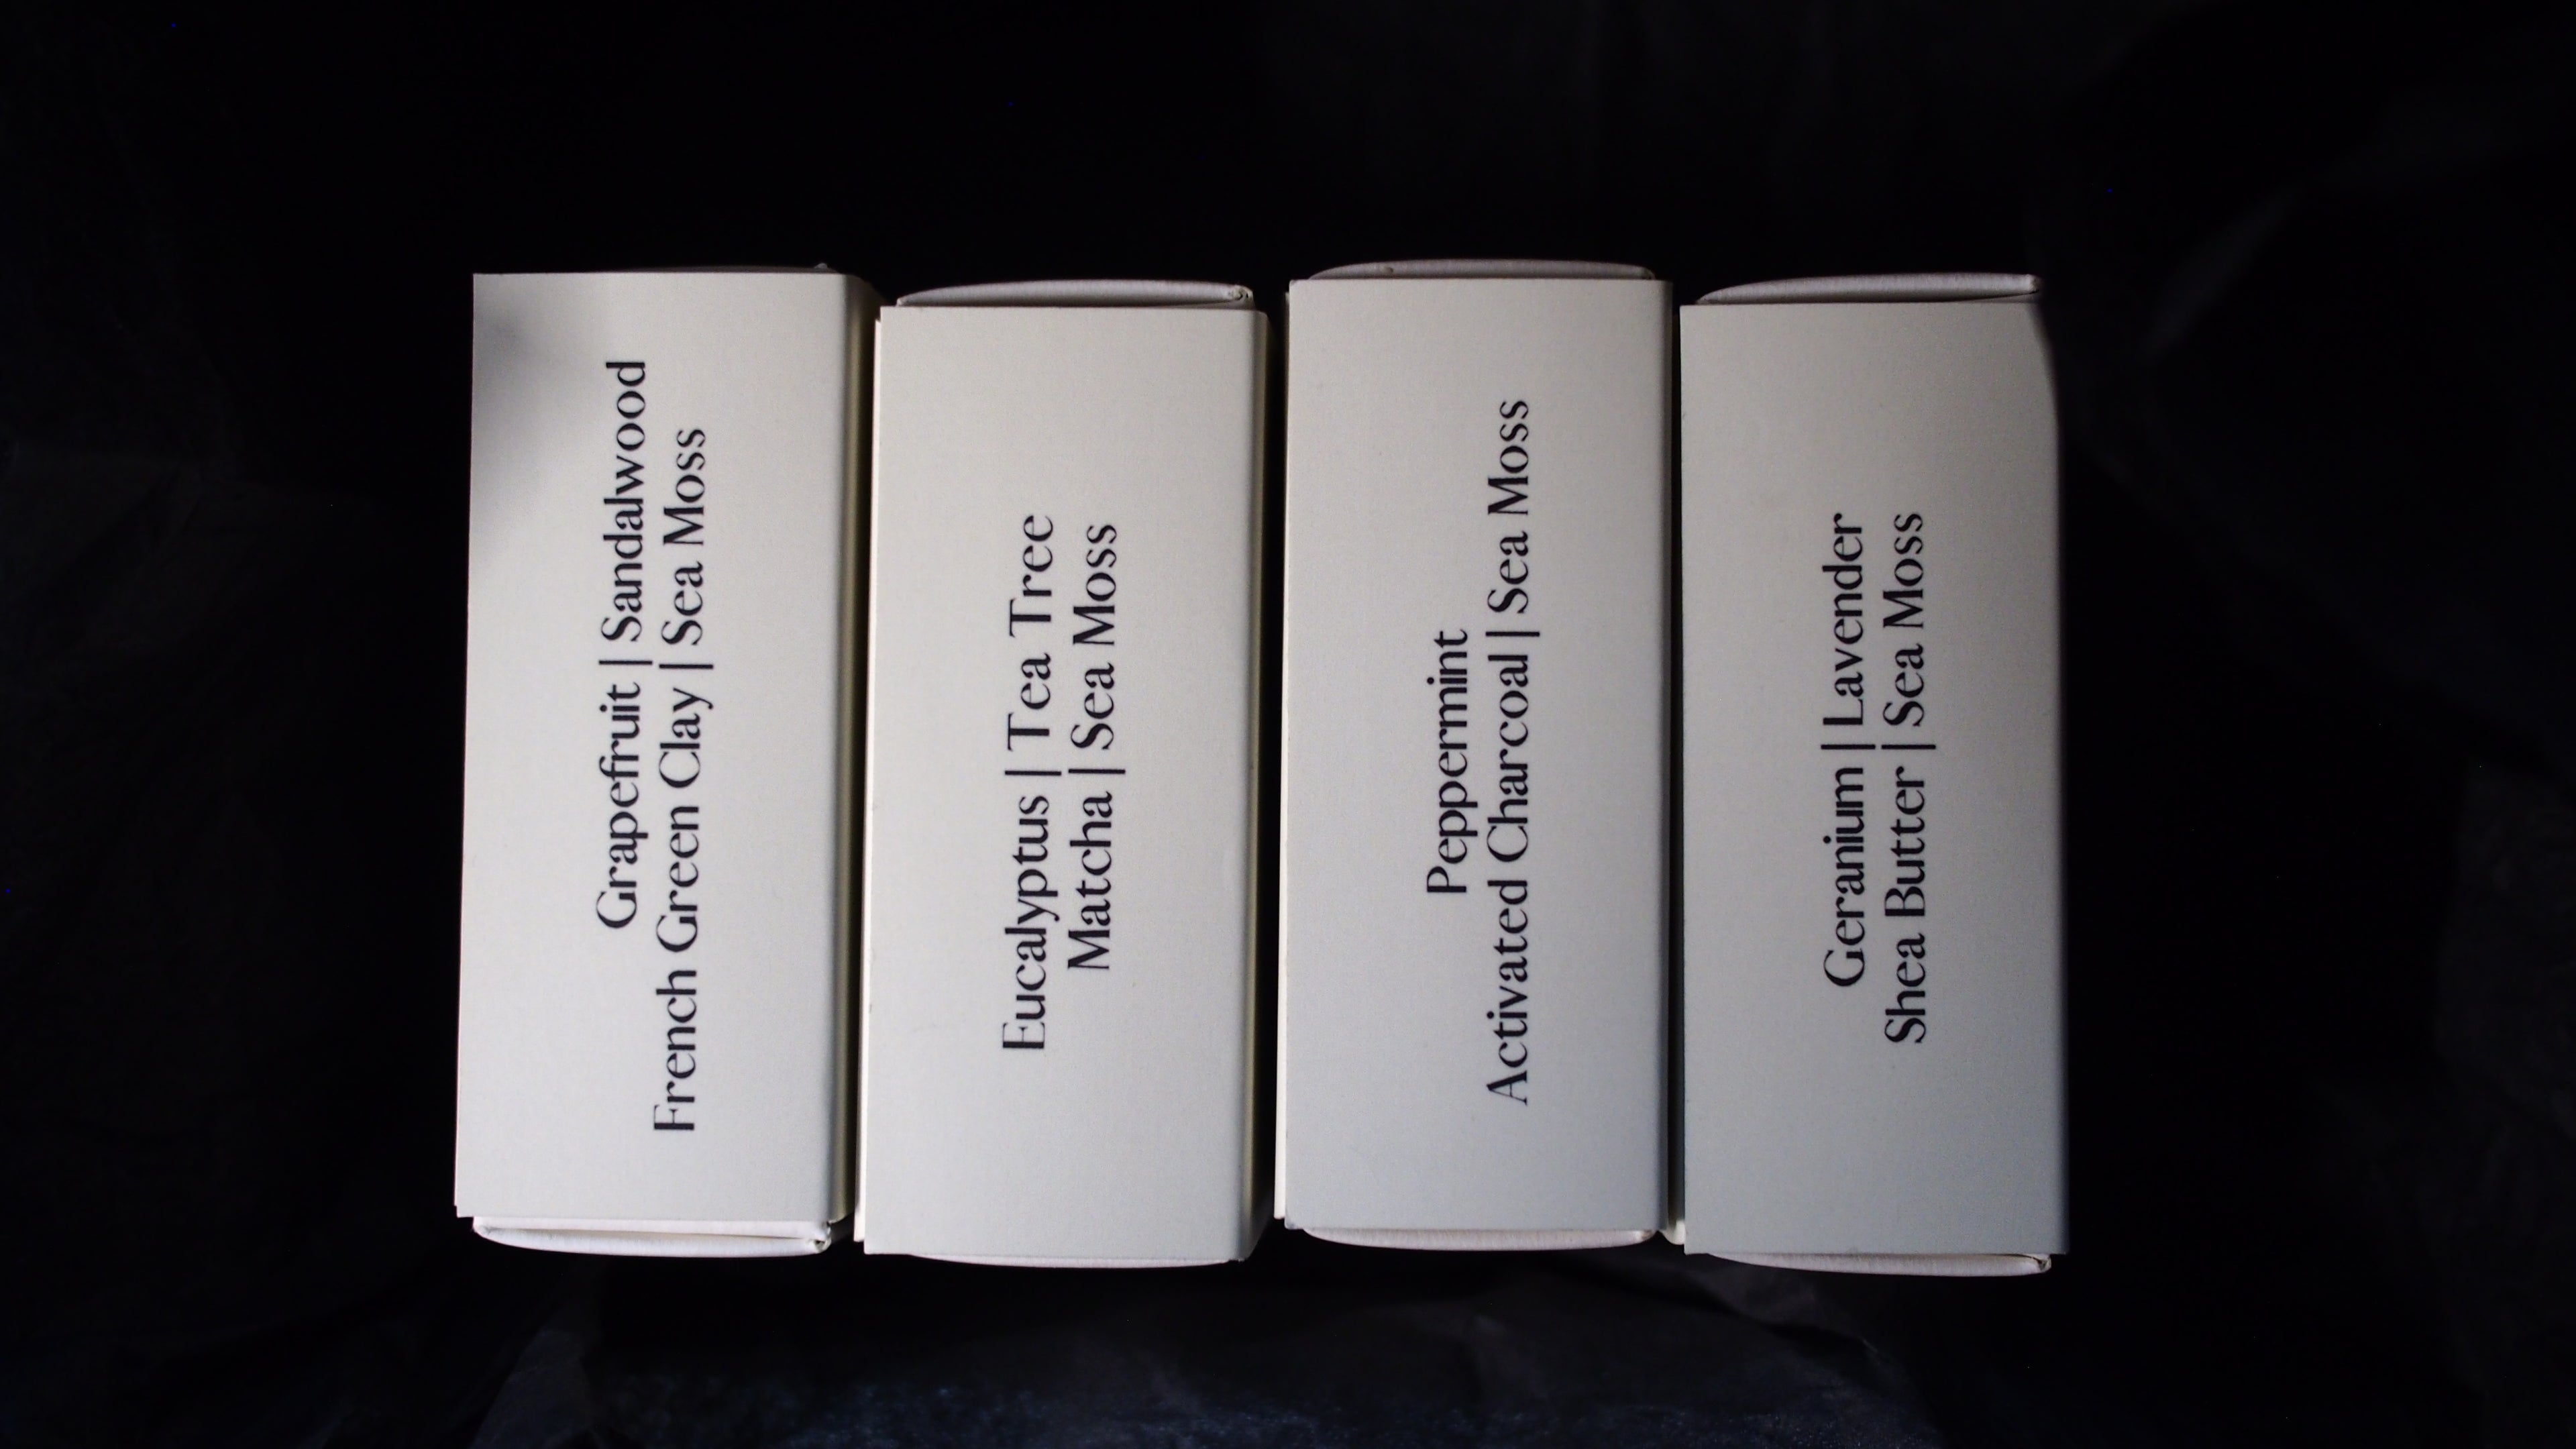 Grapefruit | Sandalwood
French Green Clay | Sea Moss
Eucalyptus | Tea Tree
Matcha | Sea Moss
Peppermint
Activated Charcoal | Sea Moss
Geranium | Lavender
Shea Butter | Sea Moss